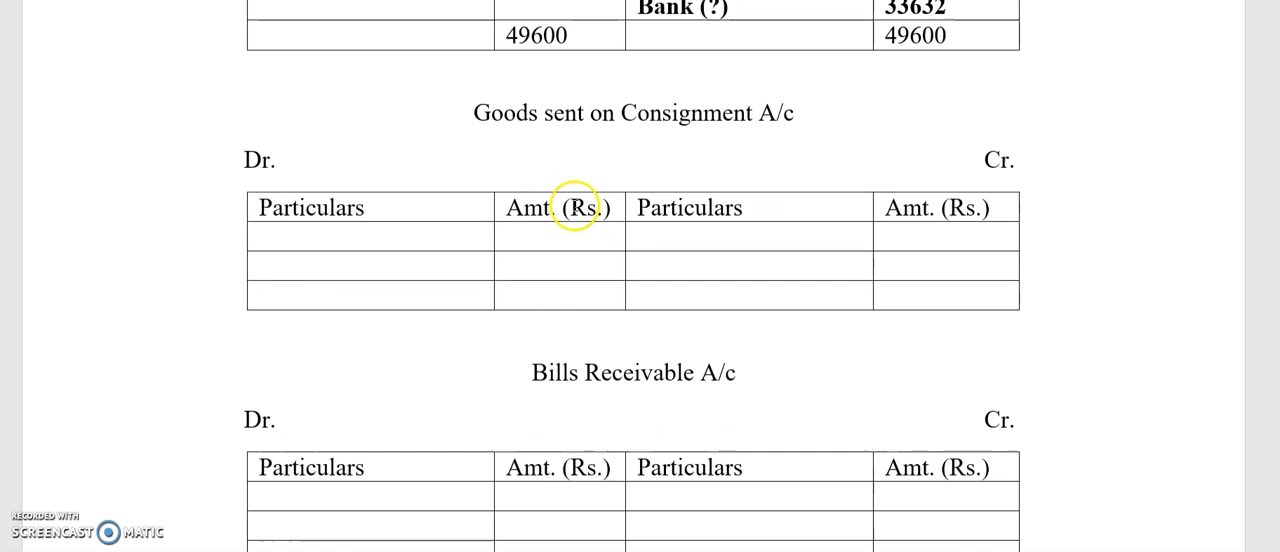 Bank (?) 33632
49600 49600
Goods sent on Consignment A/c
Dr. Cr.
Particulars Amt. (Rs.) Particulars Amt. (Rs.)
Bills Receivable A/c
Dr. Cr.
Particulars Amt. (Rs.) Particulars Amt. (Rs.)
RECORDED WITH
SCREENCAST MATIC